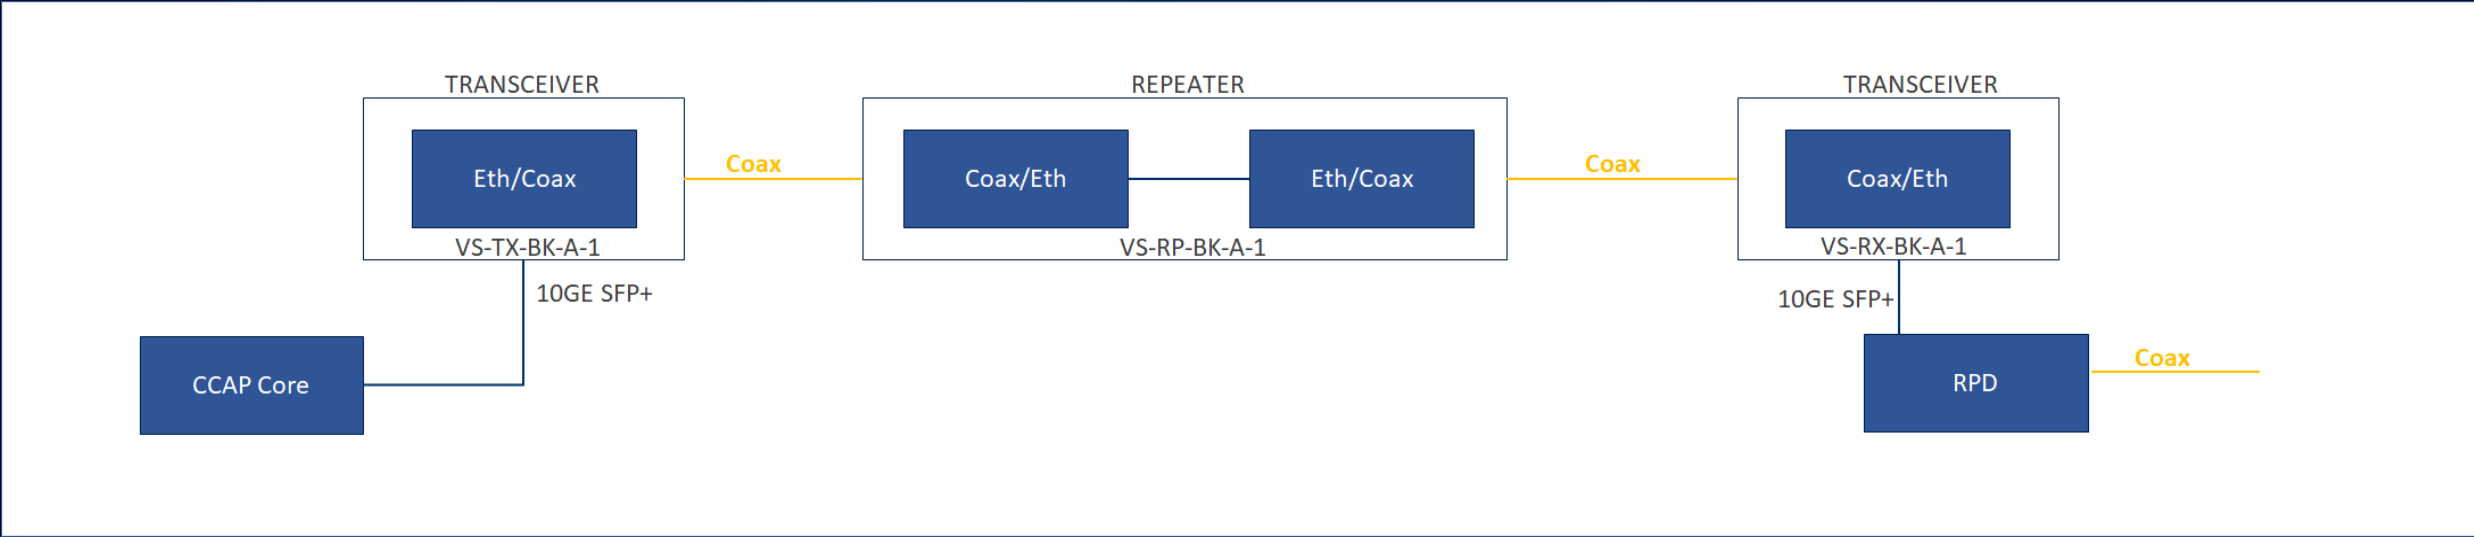 TRANSCEIVER
REPEATER
TRANSCEIVER
Eth/Coax
Coax
Coax/Eth
Eth/Coax
Coax
Coax/Eth
VS-TX-BK-A-1
VS-RP-BK-A-1
VS-RX-BK-A-1
10GE SFP+
10GE SFP+
CCAP Core
RPD
Coax